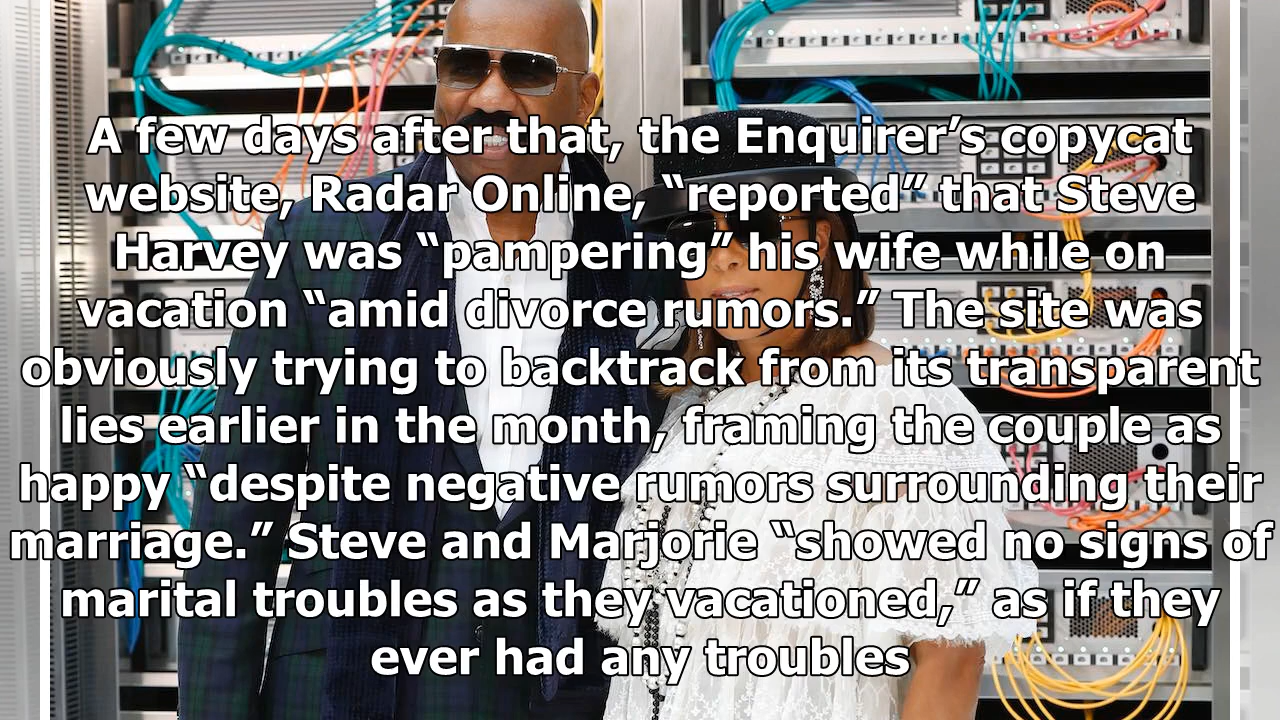 A few days after that, the Enquirer’s copycat
website, Radar Online, “reported” that Steve
Harvey was “pampering” his wife while on
vacation “amid divorce rumors.” The site was
obviously trying to backtrack from its transparent
lies earlier in the month, framing the couple as
happy “despite negative rumors surrounding their
marriage.” Steve and Marjorie “showed no signs of
marital troubles as they vacationed,” as if they
ever had any troubles